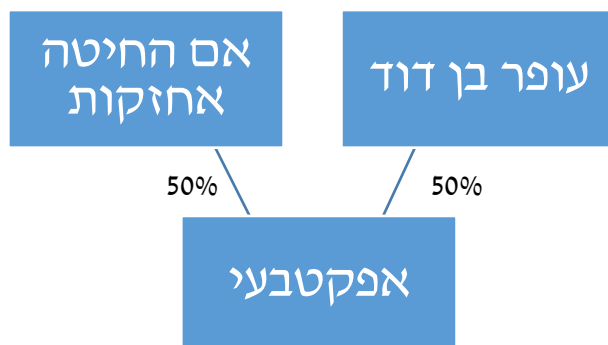 עופר בן דוד
אם החיטה
אחזקות
50%
50%
אפקטבעי